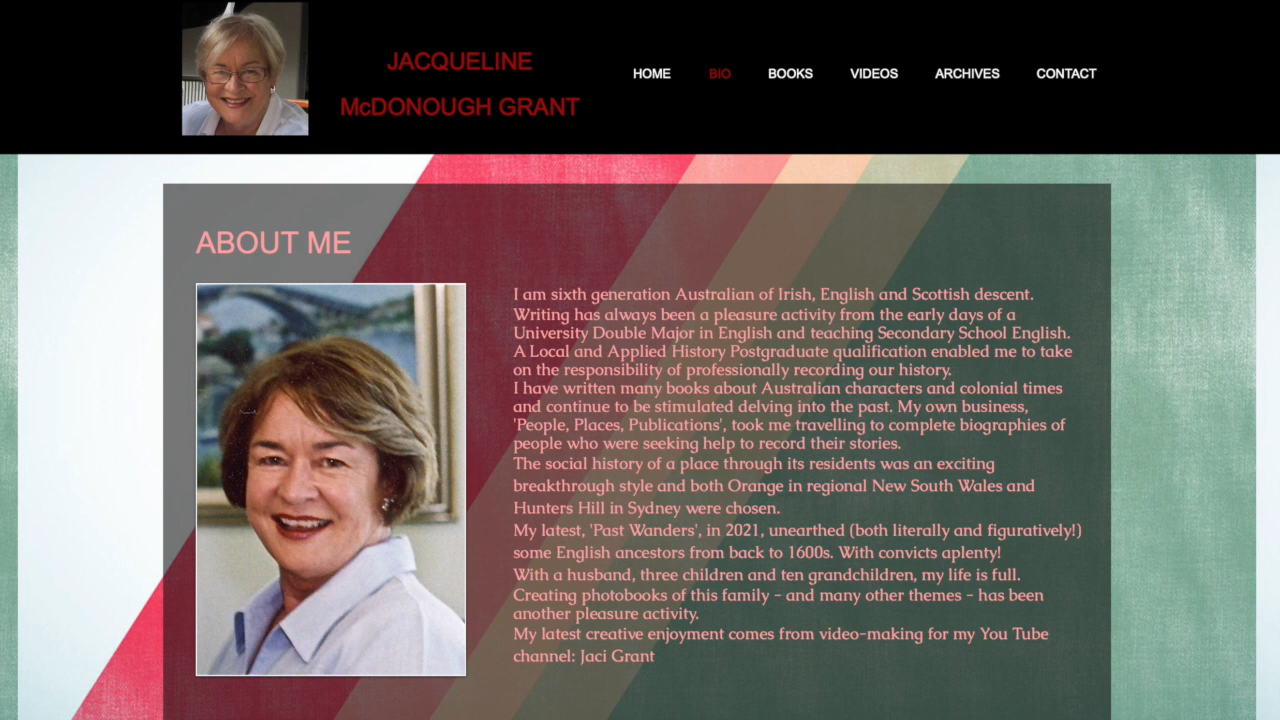 JACQUELINE
McDONOUGH GRANT
HOME
BIO
BOOKS
VIDEOS
ARCHIVES
CONTACT
ABOUT ME
I am sixth generation Australian of Irish, English and Scottish descent.
Writing has always been a pleasure activity from the early days of a
University Double Major in English and teaching Secondary School English.
A Local and Applied History Postgraduate qualification enabled me to take
on the responsibility of professionally recording our history.
I have written many books about Australian characters and colonial times
and continue to be stimulated delving into the past. My own business,
'People, Places, Publications', took me travelling to complete biographies of
people who were seeking help to record their stories.
The social history of a place through its residents was an exciting
breakthrough style and both Orange in regional New South Wales and
Hunters Hill in Sydney were chosen.
My latest, 'Past Wanders', in 2021, unearthed (both literally and figuratively!)
some English ancestors from back to 1600s. With convicts aplenty!
With a husband, three children and ten grandchildren, my life is full.
Creating photobooks of this family - and many other themes - has been
another pleasure activity.
My latest creative enjoyment comes from video-making for my You Tube
channel: Jaci Grant